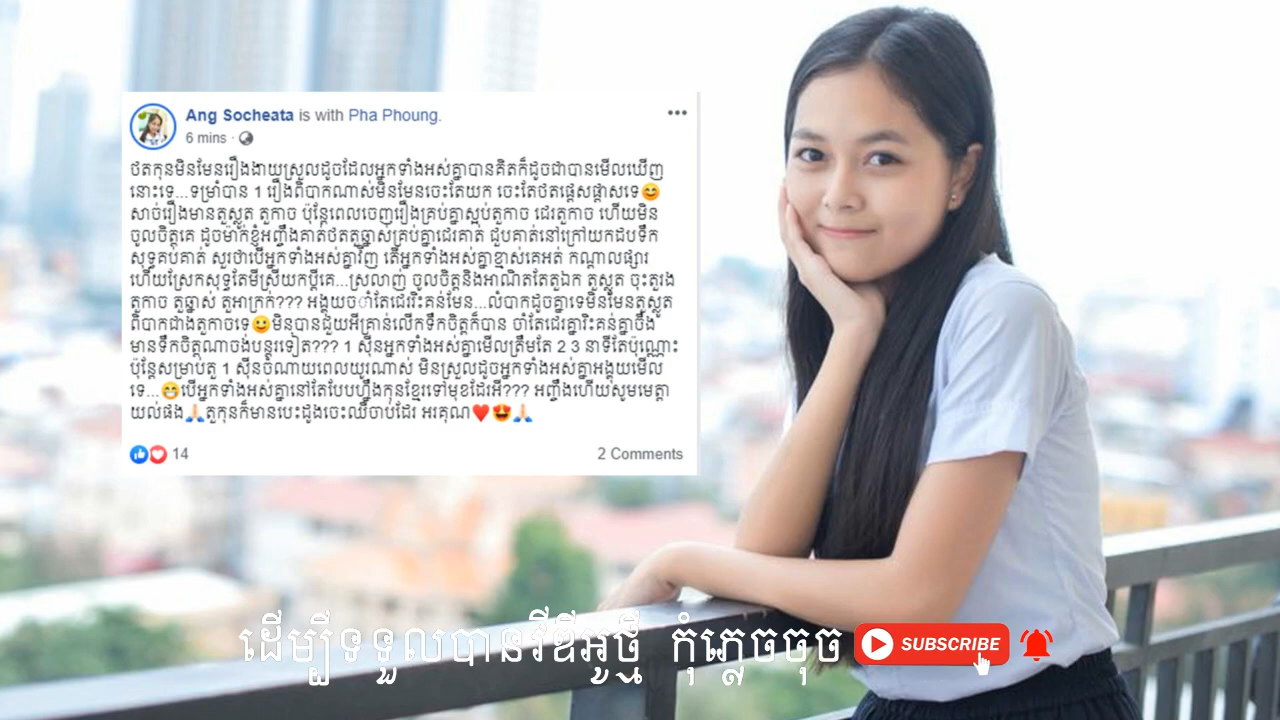 Ang Socheata is with Pha Phoung.
6 mins ·
ថតកុនមិនមែនរឿងងាយស្រួលដូចដែលអ្នកទាំងអស់គ្នាបានគិតក៏ដូចជាបានមើលឃើញ
នោះទេ...ទម្រាំបាន 1 រឿងពិបាកណាស់មិនមែនចេះតែយក ចេះតែថតផ្ដេសផ្ដាសទេ😊
សាច់រឿងមានតួស្លូត តួកាច ប៉ុន្តែពេលចេញរឿងគ្រប់គ្នាស្អប់តួកាច ជេរតួកាច ហើយមិន
ចូលចិត្តគេ ដូចម៉ាក់ខ្ញុំអញ្ចឹងគាត់ថតតួច្នាស់គ្រប់គ្នាជេរគាត់ ជួបគាត់នៅក្រៅយកដបទឹក
សុទ្ធគប់គាត់ សួរថាបើអ្នកទាំងអស់គ្នាវិញ តើអ្នកទាំងអស់គ្នាខ្មាស់គេអត់ កណ្ដាលផ្សារ
ហើយស្រែកសុទ្ធតែមីស្រីយកប្ដីគេ...ស្រលាញ់ ចូលចិត្តនិងអាណិតតែតួឯក តួស្លូត ចុះតួរង
តួកាច តួច្នាស់ តួអាក្រក់??? អង្គុយចាំតែជេររិះគន់មែន...លំបាកដូចគ្នាទេមិនមែនតួស្លូត
ពិបាកជាងតួកាចទេ🙂មិនបានជួយអីគ្រាន់លើកទឹកចិត្តក៏បាន ចាំតែជេរគ្នារិះគន់គ្នាចឹង
មានទឹកចិត្តណាចង់បន្តរទៀត??? 1 ស៊ីនអ្នកទាំងអស់គ្នាមើលត្រឹមតែ 2 3 នាទីតែប៉ុណ្ណោះ
ប៉ុន្តែសម្រាប់តួ 1 ស៊ីនចំណាយពេលយូរណាស់ មិនស្រួលដូចអ្នកទាំងអស់គ្នាអង្គុយមើល
ទេ...😁បើអ្នកទាំងអស់គ្នានៅតែបែបហ្នឹងកុនខ្មែរទៅមុខដែរអី??? អញ្ចឹងហើយសូមមេត្តា
យល់ផង🙏🏻តួកុនក៏មានបេះដូងចេះឈឺចាប់ដែរ អរគុណ❤️😍🙏🏻
14
2 Comments
ដើម្បីទទួលបានវីឌីអូថ្មី កុំភ្លេចចុច SUBSCRIBE